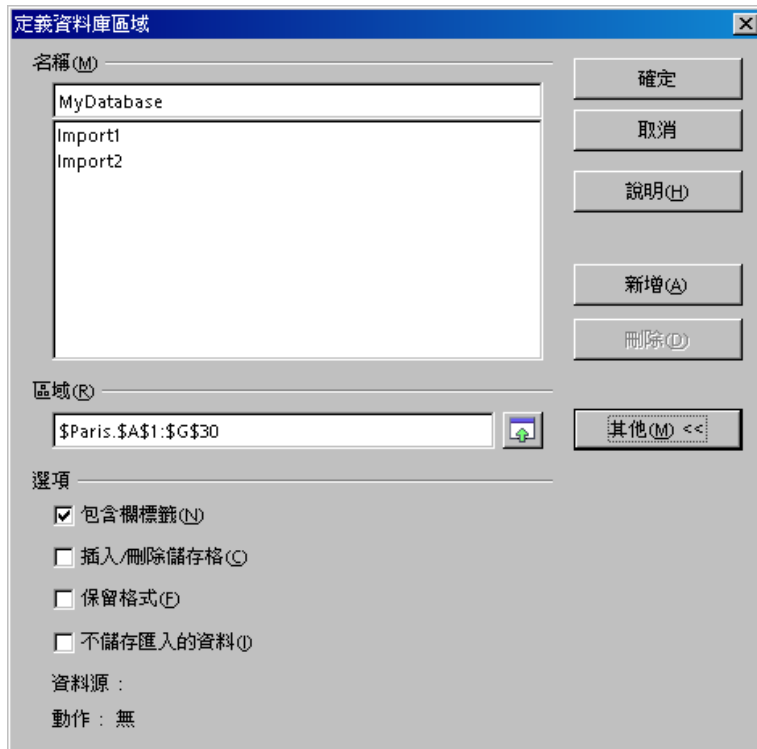 定義資料庫區域
名稱(M)
MyDatabase
Import1
Import2
確定
取消
說明(H)
新增(A)
刪除(D)
區域(R)
$Paris.$A$1:$G$30
其他(M) <<
選項
包含欄標籤(N)
插入/刪除儲存格(C)
保留格式(F)
不儲存匯入的資料(I)
資料源 :
動作 : 無